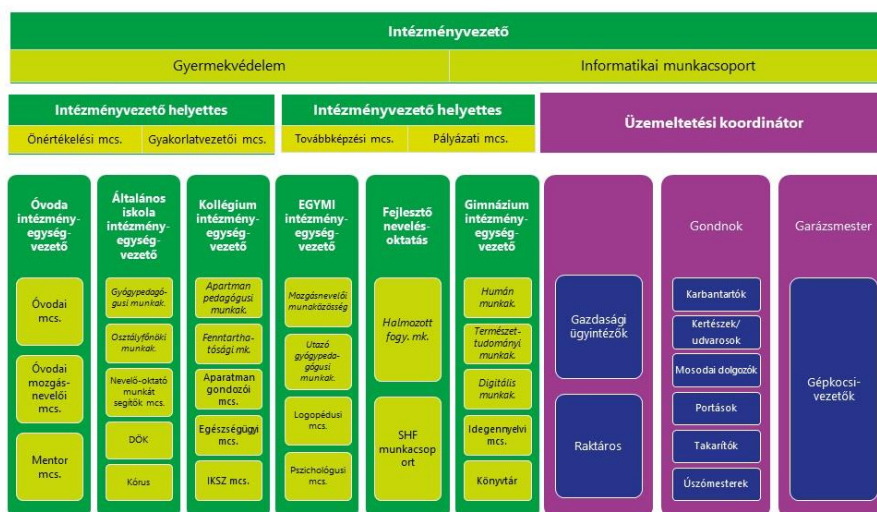 Intézményvezető
Gyermekvédelem
Informatikai munkacsoport
Intézményvezető helyettes
Önértékelési mcs.
Gyakorlatvezetői mcs.
Intézményvezető helyettes
Továbbképzési mcs.
Pályázati mcs.
Üzemeltetési koordinátor
Óvoda
intézmény-
egység-
vezető
Óvodai
mcs.
Óvodai
mozgás-
nevelői
mcs.
Mentor
mcs.
Általános
iskola
intézmény-
egység-
vezető
Gyógypedagó-
gusi munkak.
Osztályfőnöki
munkak.
Nevelő-oktató
munkát
segítők mcs.
DÖK
Kórus
Kollégium
intézmény-
egység-
vezető
Apartman
pedagógusi
munkak.
Fenntartha-
tósági mk.
Aparatman
gondozói
mcs.
Egészségügyi
mcs.
IKSZ mcs.
EGYMI
intézmény-
egység-
vezető
Mozgásnevelői
munaközösség
Utazó
gyógypeda-
gógusi
munkak.
Logopédusi
mcs.
Pszichológusi
mcs.
Fejlesztő
nevelés-
oktatás
Halmozott
fogy. mk.
SHF
munkacsop
ort
Gimnázium
intézmény-
egység-
vezető
Humán
munkak.
Természet-
tudományi
munkak.
Digitális
munkak.
Idegennyelvi
mcs.
Könyvtár
Gazdasági
ügyintézők
Raktáros
Gondnok
Karbantartók
Kertészek/
udvarosok
Mosodai dolgozók
Portások
Takarítók
Úszómesterek
Garázsmester
Gépkocsi-
vezetők